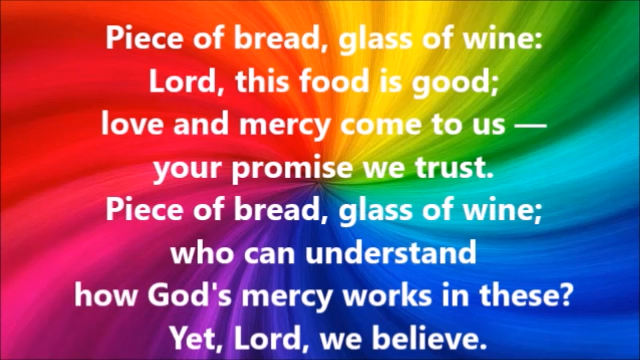 Piece of bread, glass of wine:
Lord, this food is good;
love and mercy come to us —
your promise we trust.
Piece of bread, glass of wine;
who can understand
how God's mercy works in these?
Yet, Lord, we believe.